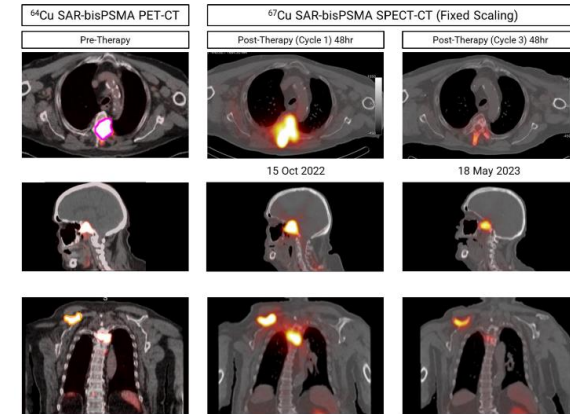 ⁶⁴Cu SAR-bisPSMA PET-CT
⁶⁷Cu SAR-bisPSMA SPECT-CT (Fixed Scaling)
Pre-Therapy
Post-Therapy (Cycle 1) 48hr
Post-Therapy (Cycle 3) 48hr
15 Oct 2022
18 May 2023